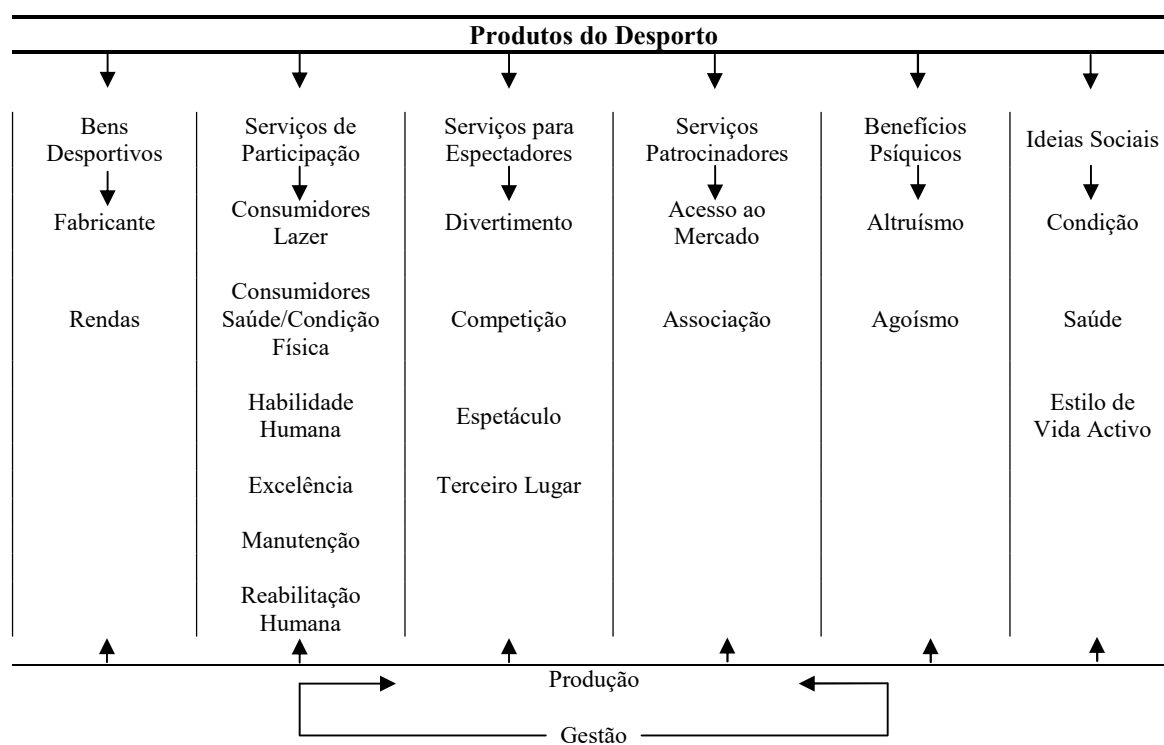 Produtos do Desporto
Bens
Desportivos
Serviços de
Participação
Serviços para
Espectadores
Serviços
Patrocinadores
Benefícios
Psíquicos
Ideias Sociais
Fabricante
Consumidores
Lazer
Divertimento
Acesso ao
Mercado
Altruísmo
Condição
Rendas
Consumidores
Saúde/Condição
Física
Competição
Associação
Agoísmo
Saúde
Habilidade
Humana
Espetáculo
Estilo de
Vida Activo
Excelência
Terceiro Lugar
Manutenção
Reabilitação
Humana
Produção
Gestão